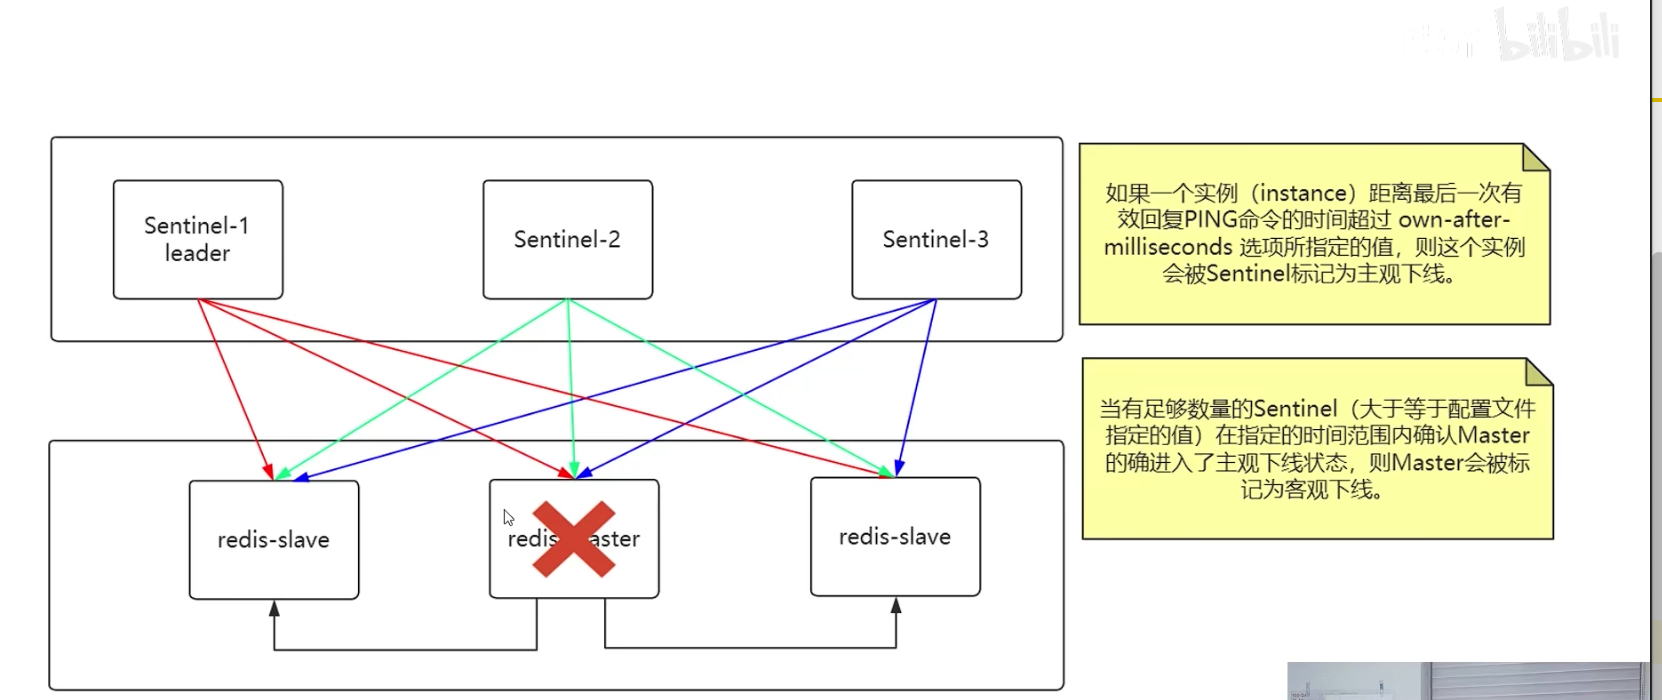 bilibili
Sentinel-1
leader
Sentinel-2
Sentinel-3
如果一个实例（instance）距离最后一次有
效回复PING命令的时间超过 own-after-
milliseconds 选项所指定的值，则这个实例
会被Sentinel标记为主观下线。
当有足够数量的Sentinel（大于等于配置文件
指定的值）在指定的时间范围内确认Master
的确进入了主观下线状态，则Master会被标
记为客观下线。
redis-slave
redis aster
redis-slave